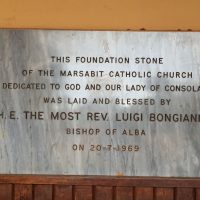 THIS FOUNDATION STONE
OF THE MARSABIT CATHOLIC CHURCH
DEDICATED TO GOD AND OUR LADY OF CONSOLA
WAS LAID AND BLESSED BY
H.E. THE MOST REV. LUIGI BONGIAN
BISHOP OF ALBA
ON 20-7-1969